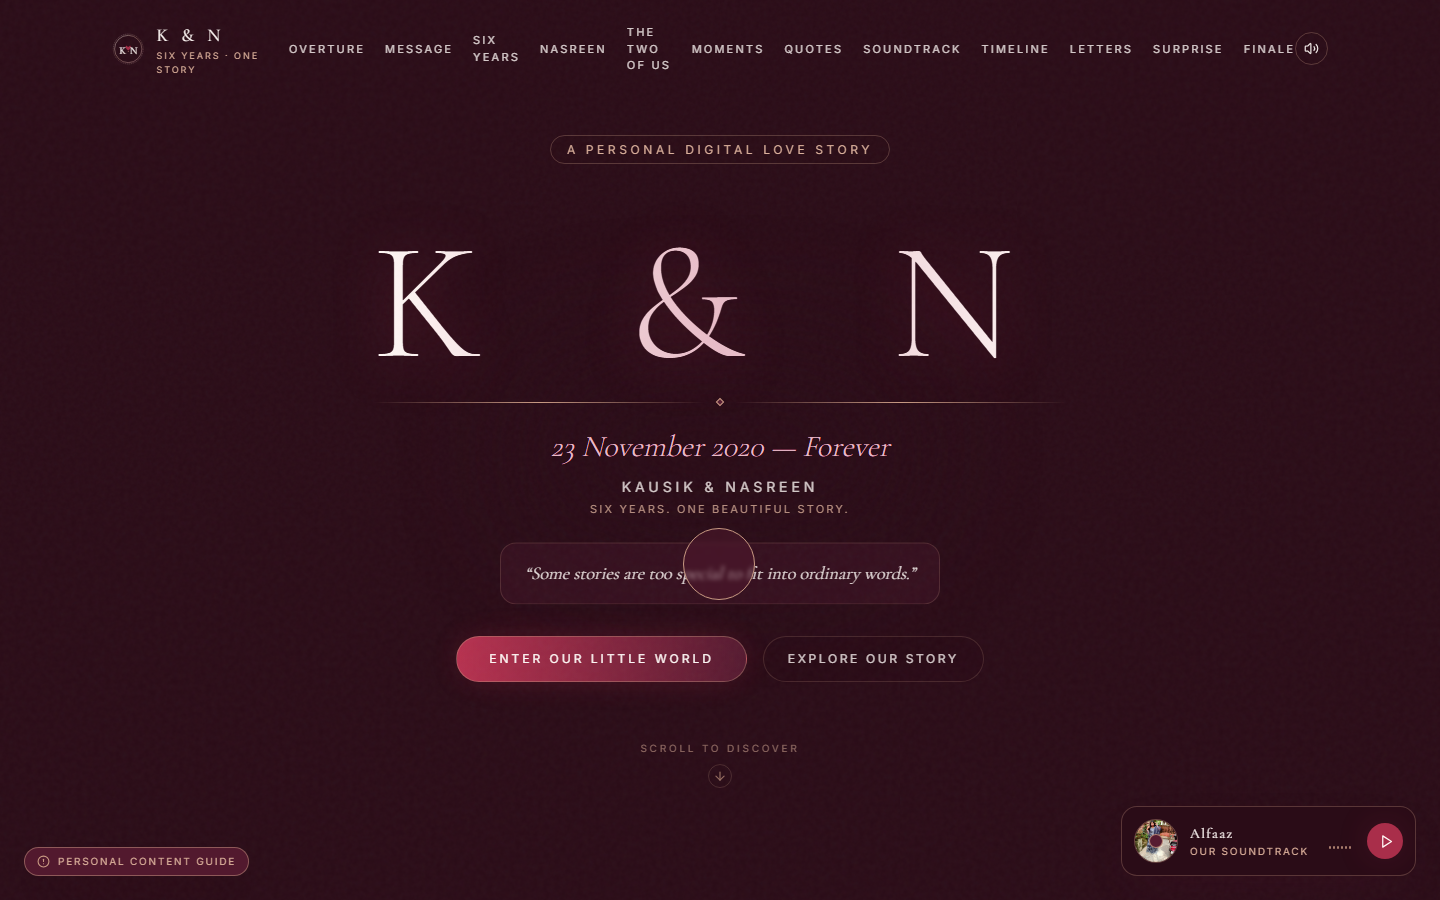 K & N
SIX YEARS · ONE
STORY
OVERTURE
MESSAGE
SIX
YEARS
NASREEN
THE
TWO
OF US
MOMENTS
QUOTES
SOUNDTRACK
TIMELINE
LETTERS
SURPRISE
FINALE
A PERSONAL DIGITAL LOVE STORY
K & N
23 November 2020 — Forever
KAUSIK & NASREEN
SIX YEARS. ONE BEAUTIFUL STORY.
“Some stories are too special to fit into ordinary words.”
ENTER OUR LITTLE WORLD
EXPLORE OUR STORY
SCROLL TO DISCOVER
PERSONAL CONTENT GUIDE
Alfaaz
OUR SOUNDTRACK